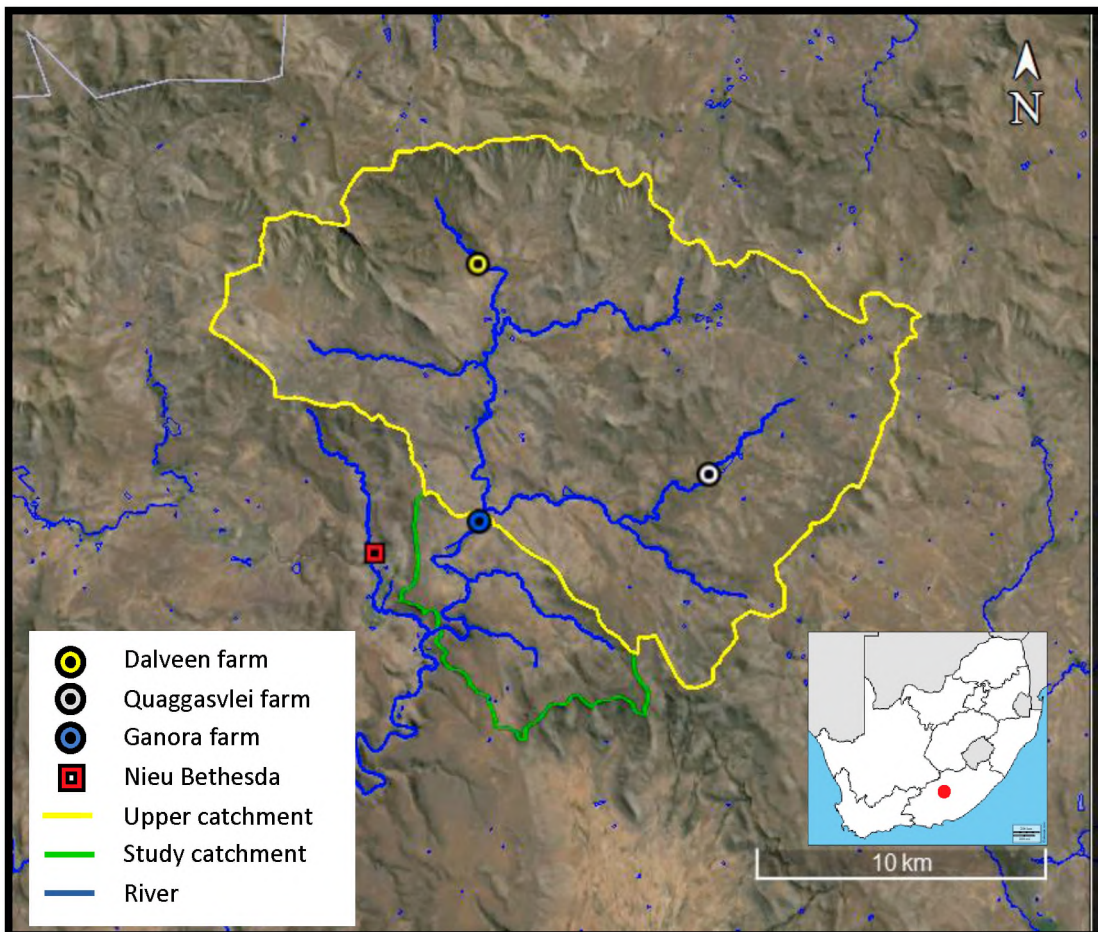 N
Dalveen farm
Quaggasvlei farm
Ganora farm
Nieu Bethesda
Upper catchment
Study catchment
River
10 km